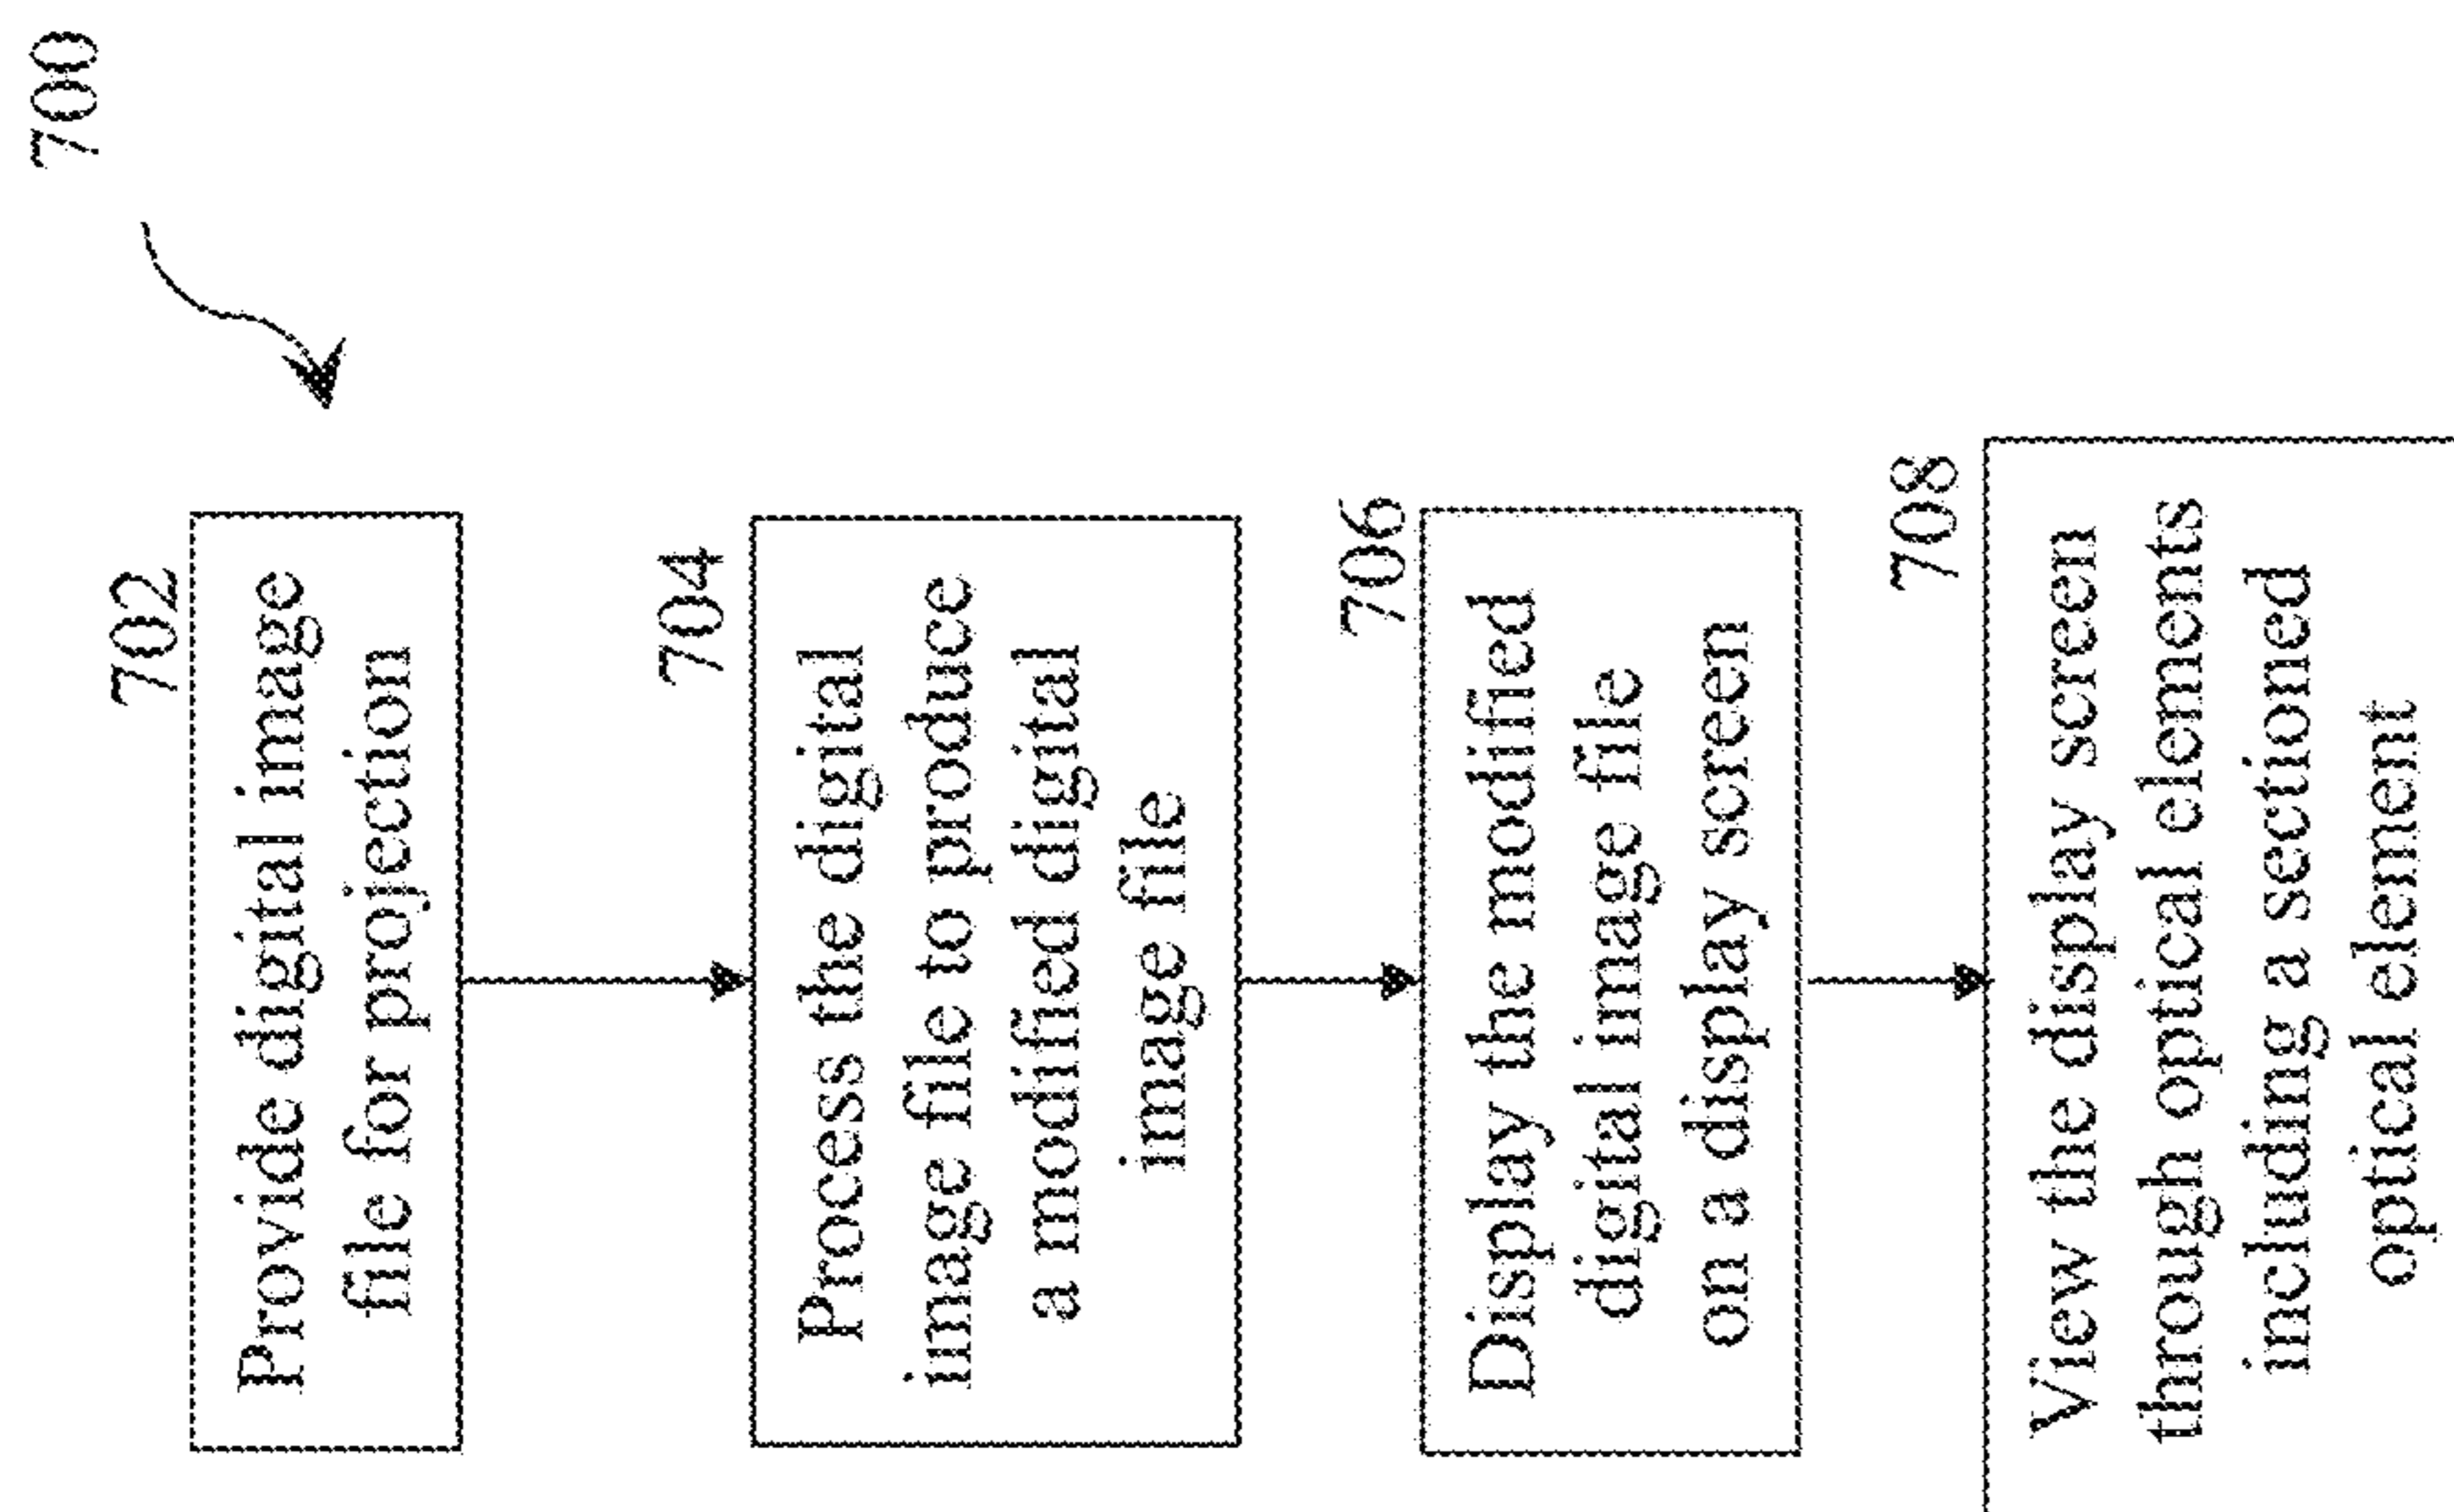 700
702
Provide digital image
file for projection
704
Process the digital
image file to produce
a modified digital
image file
706
Display the modified
digital image file
on a display screen
708
View the display screen
through optical elements
including a sectioned
optical element